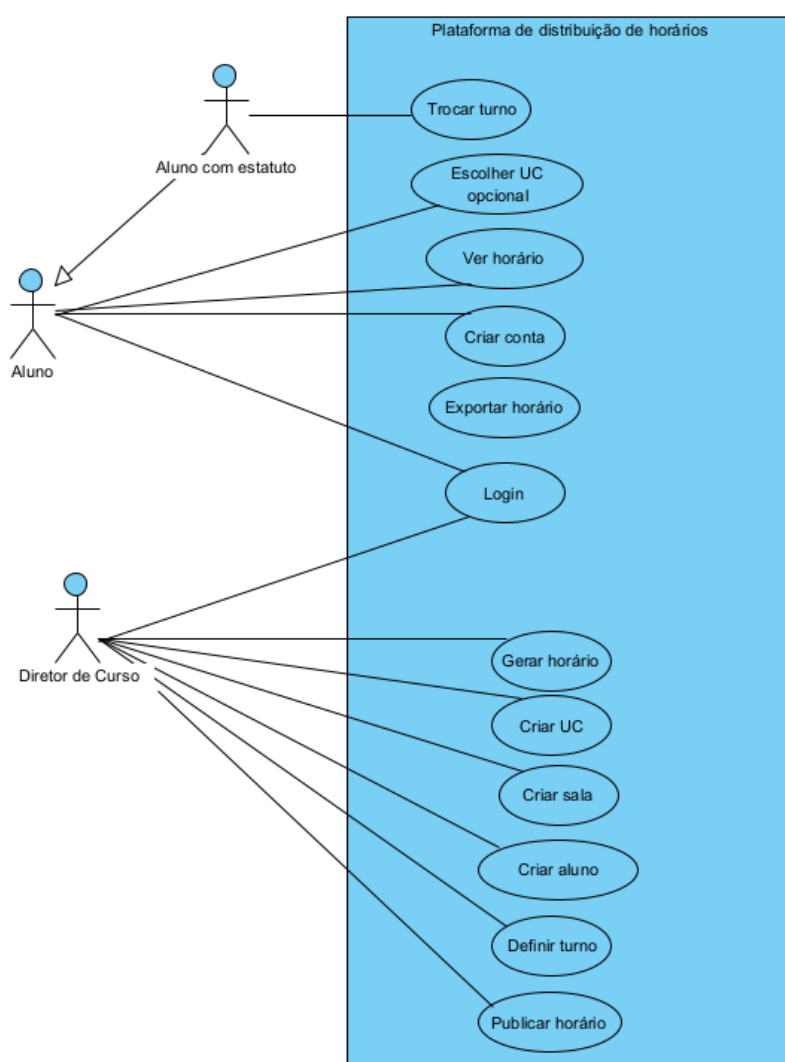 Plataforma de distribuição de horários
Trocar turno
Aluno com estatuto
Escolher UC
opcional
Ver horário
Criar conta
Aluno
Exportar horário
Login
Diretor de Curso
Gerar horário
Criar UC
Criar sala
Criar aluno
Definir turno
Publicar horário